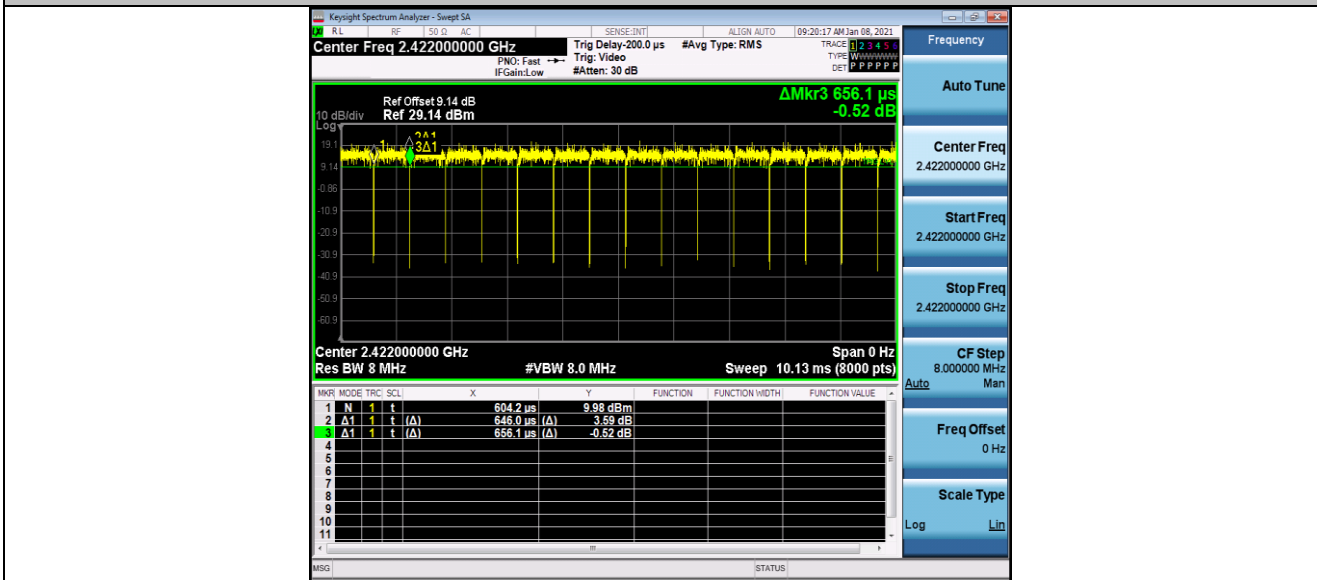 Keysight Spectrum Analyzer - Swept SA
RL RF 50 Ω AC SENSE:INT ALIGN AUTO 09:20:17 AM Jan 08, 2021
Center Freq 2.422000000 GHz
PNO: Fast
IFGain:Low
Trig Delay-200.0 µs
Trig: Video
#Atten: 30 dB
#Avg Type: RMS
TRACE 1 2 3 4 5 6
TYPE WWWWWW
DET P P P P P P
Frequency
Auto Tune
Center Freq
2.422000000 GHz
Start Freq
2.422000000 GHz
Stop Freq
2.422000000 GHz
CF Step
8.000000 MHz
Auto Man
Freq Offset
0 Hz
Scale Type
Log Lin
ΔMkr3 656.1 µs
-0.52 dB
Ref Offset 9.14 dB
10 dB/div Ref 29.14 dBm
Log
1 2Δ1
3Δ1
19.1
9.14
-0.86
-10.9
-20.9
-30.9
-40.9
-50.9
-60.9
Center 2.422000000 GHz Span 0 Hz
Res BW 8 MHz #VBW 8.0 MHz Sweep 10.13 ms (8000 pts)
MKR MODE TRC SCL X Y FUNCTION FUNCTION WIDTH FUNCTION VALUE
1 N 1 t 604.2 µs 9.98 dBm
2 Δ1 1 t (Δ) 646.0 µs (Δ) 3.59 dB
3 Δ1 1 t (Δ) 656.1 µs (Δ) -0.52 dB
4
5
6
7
8
9
10
11
MSG STATUS